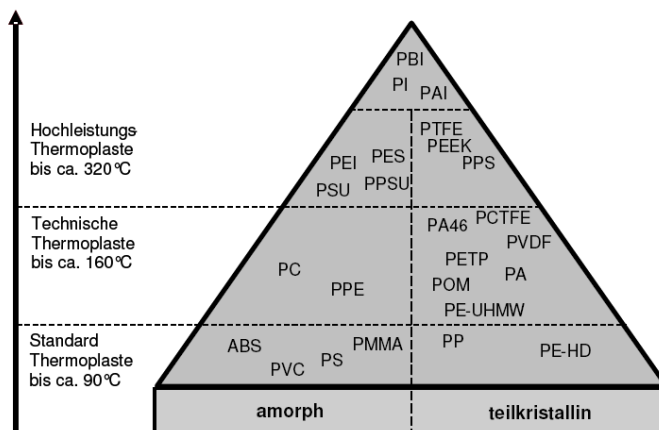 PBI
PI
PAI
Hochleistungs-
Thermoplaste
bis ca. 320°C
PTFE
PEEK
PES
PEI
PPS
PPSU
PSU
Technische
Thermoplaste
bis ca. 160°C
PCTFE
PA46
PVDF
PETP
PC
PA
POM
PPE
PE-UHMW
Standard
Thermoplaste
bis ca. 90°C
ABS
PMMA
PP
PS
PE-HD
PVC
amorph
teilkristallin